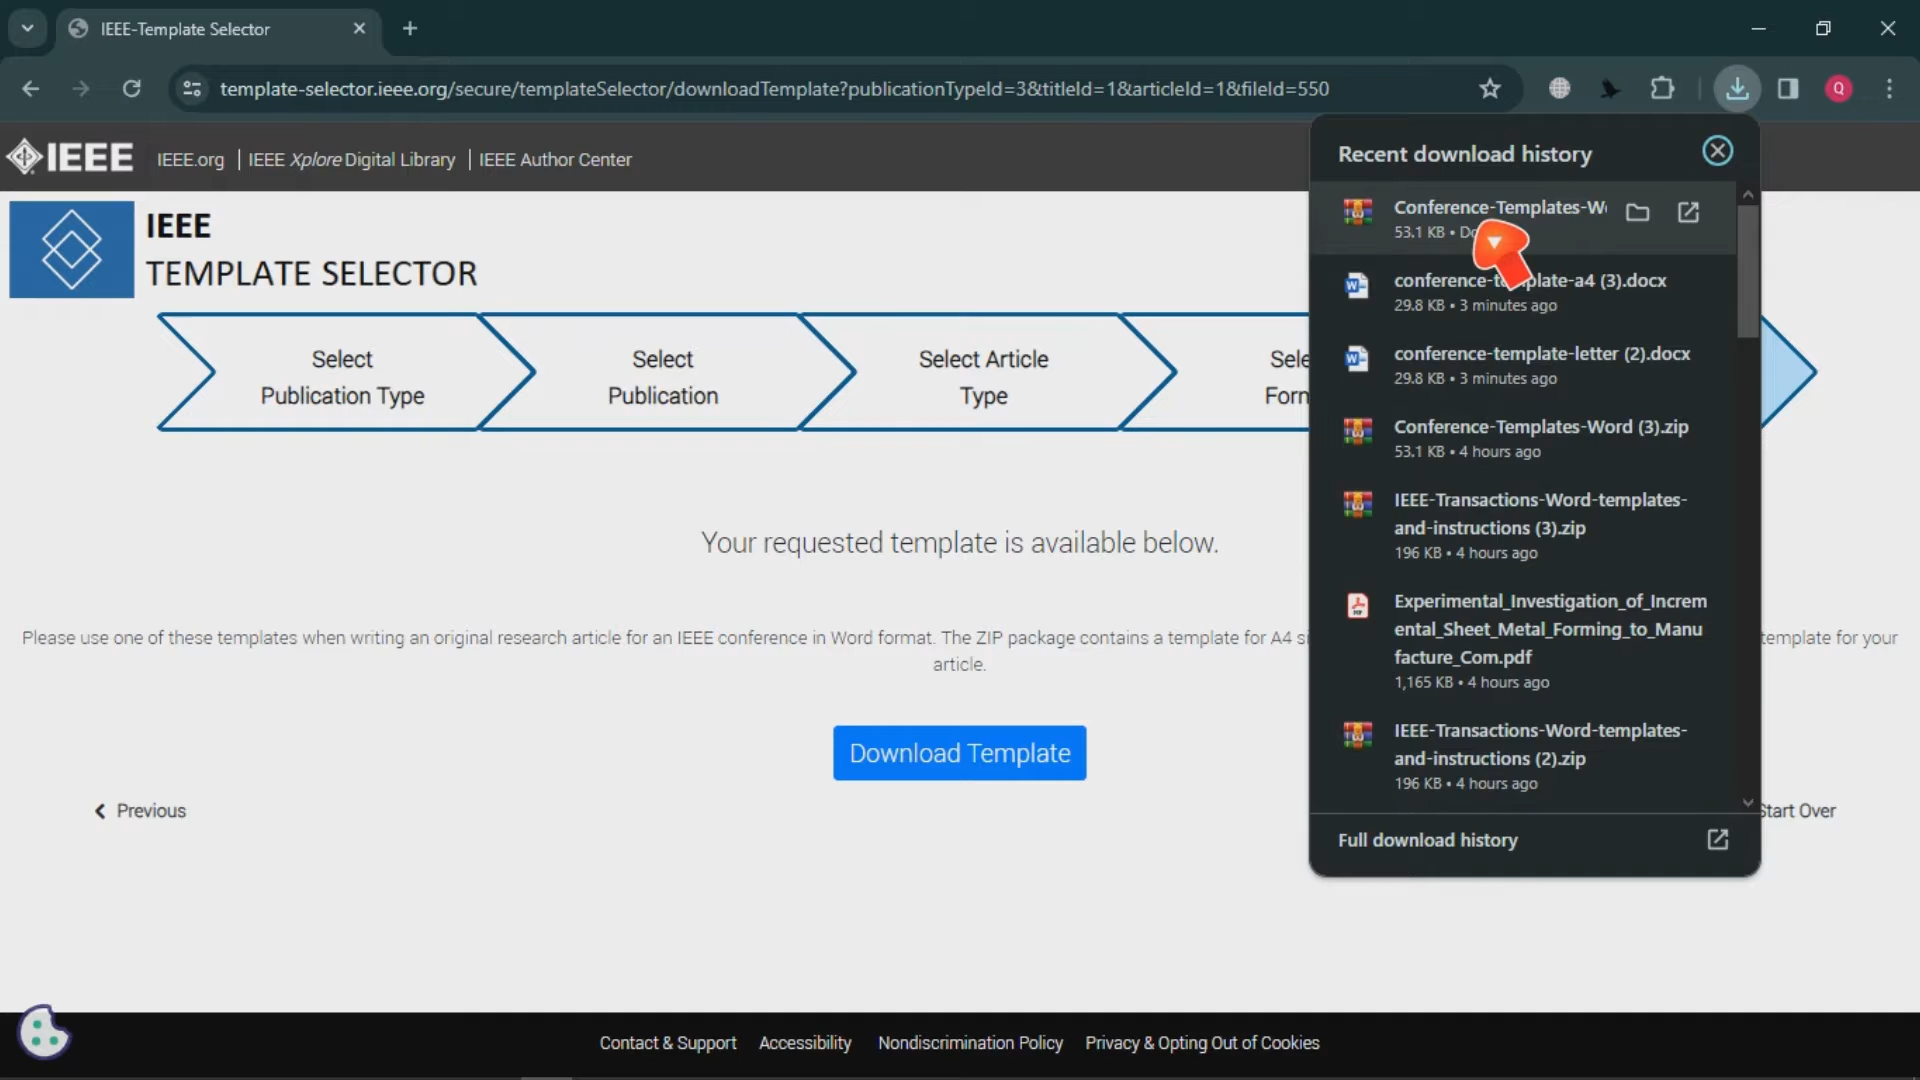 IEEE-Template Selector
template-selector.ieee.org/secure/templateSelector/downloadTemplate?publicationTypeId=3&titleId=1&articleId=1&fileId=550
Q
IEEE
IEEE.org | IEEE Xplore Digital Library | IEEE Author Center
IEEE
TEMPLATE SELECTOR
Select
Publication Type
Select
Publication
Select Article
Type
Sele
Forn
Your requested template is available below.
Please use one of these templates when writing an original research article for an IEEE conference in Word format. The ZIP package contains a template for A4 si
template for your
article.
Download Template
Previous
Start Over
Recent download history
Conference-Templates-W
53.1 KB • Do
conference-template-a4 (3).docx
29.8 KB • 3 minutes ago
conference-template-letter (2).docx
29.8 KB • 3 minutes ago
Conference-Templates-Word (3).zip
53.1 KB • 4 hours ago
IEEE-Transactions-Word-templates-
and-instructions (3).zip
196 KB • 4 hours ago
Experimental_Investigation_of_Increm
ental_Sheet_Metal_Forming_to_Manu
facture_Com.pdf
1,165 KB • 4 hours ago
IEEE-Transactions-Word-templates-
and-instructions (2).zip
196 KB • 4 hours ago
Full download history
Contact & Support Accessibility Nondiscrimination Policy Privacy & Opting Out of Cookies